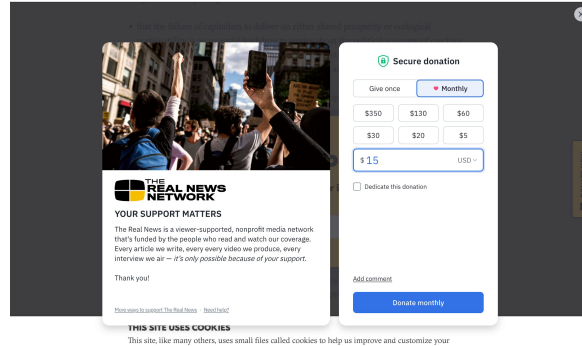 Secure donation
Give once
Monthly
$350
$130
$60
$30
$20
$5
$ 15
USD
Dedicate this donation
Add comment
Donate monthly
THE
REAL NEWS
NETWORK
YOUR SUPPORT MATTERS
The Real News is a viewer-supported, nonprofit media network
that's funded by the people who read and watch our coverage.
Every article we write, every every video we produce, every
interview we air — it's only possible because of your support.
Thank you!
More ways to support The Real News · Need help?
THIS SITE USES COOKIES
This site, like many others, uses small files called cookies to help us improve and customize your